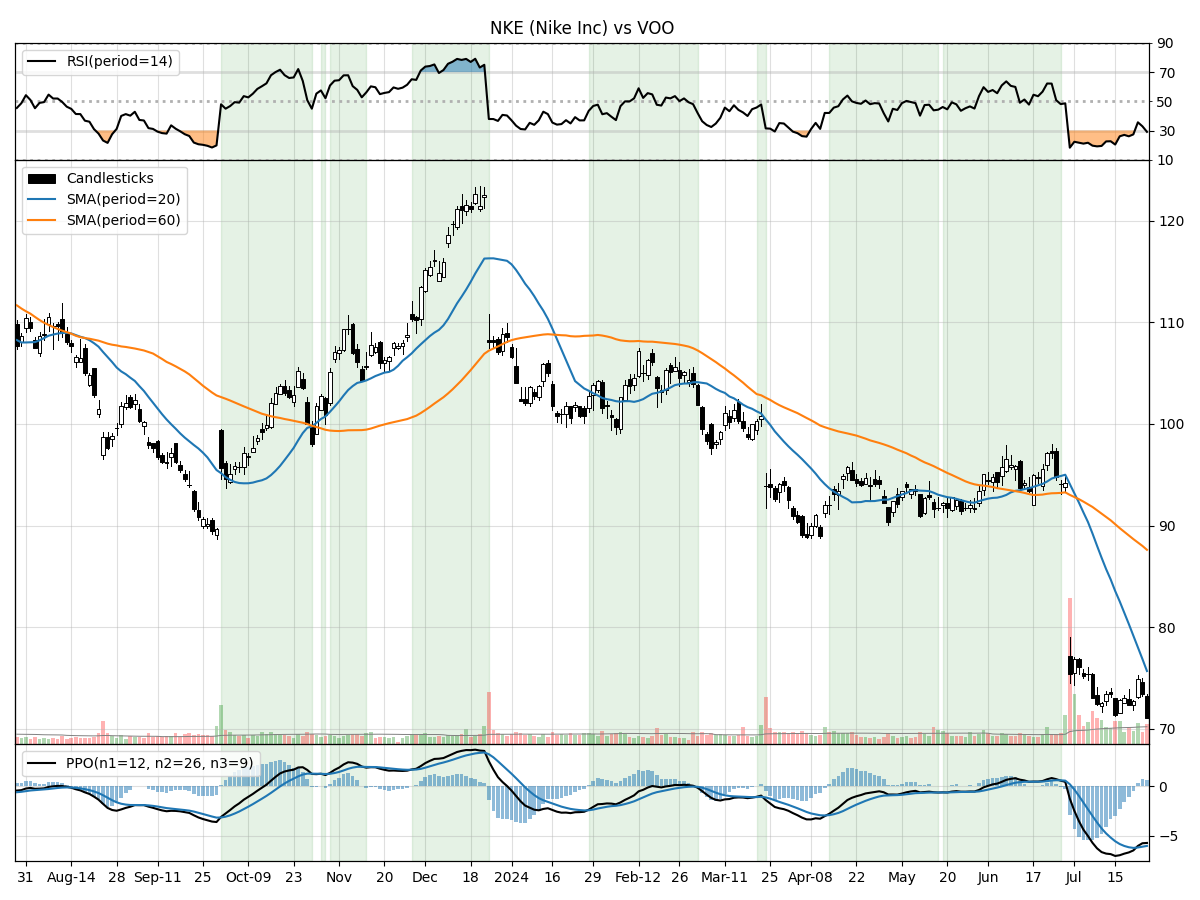 NKE (Nike Inc) vs VOO
RSI(period=14)
90
70
50
30
10
Candlesticks
SMA(period=20)
SMA(period=60)
120
110
100
90
80
70
PPO(n1=12, n2=26, n3=9)
0
−5
31 Aug-14 28 Sep-11 25 Oct-09 23 Nov 20 Dec 18 2024 16 29 Feb-12 26 Mar-11 25 Apr-08 22 May 20 Jun 17 Jul 15